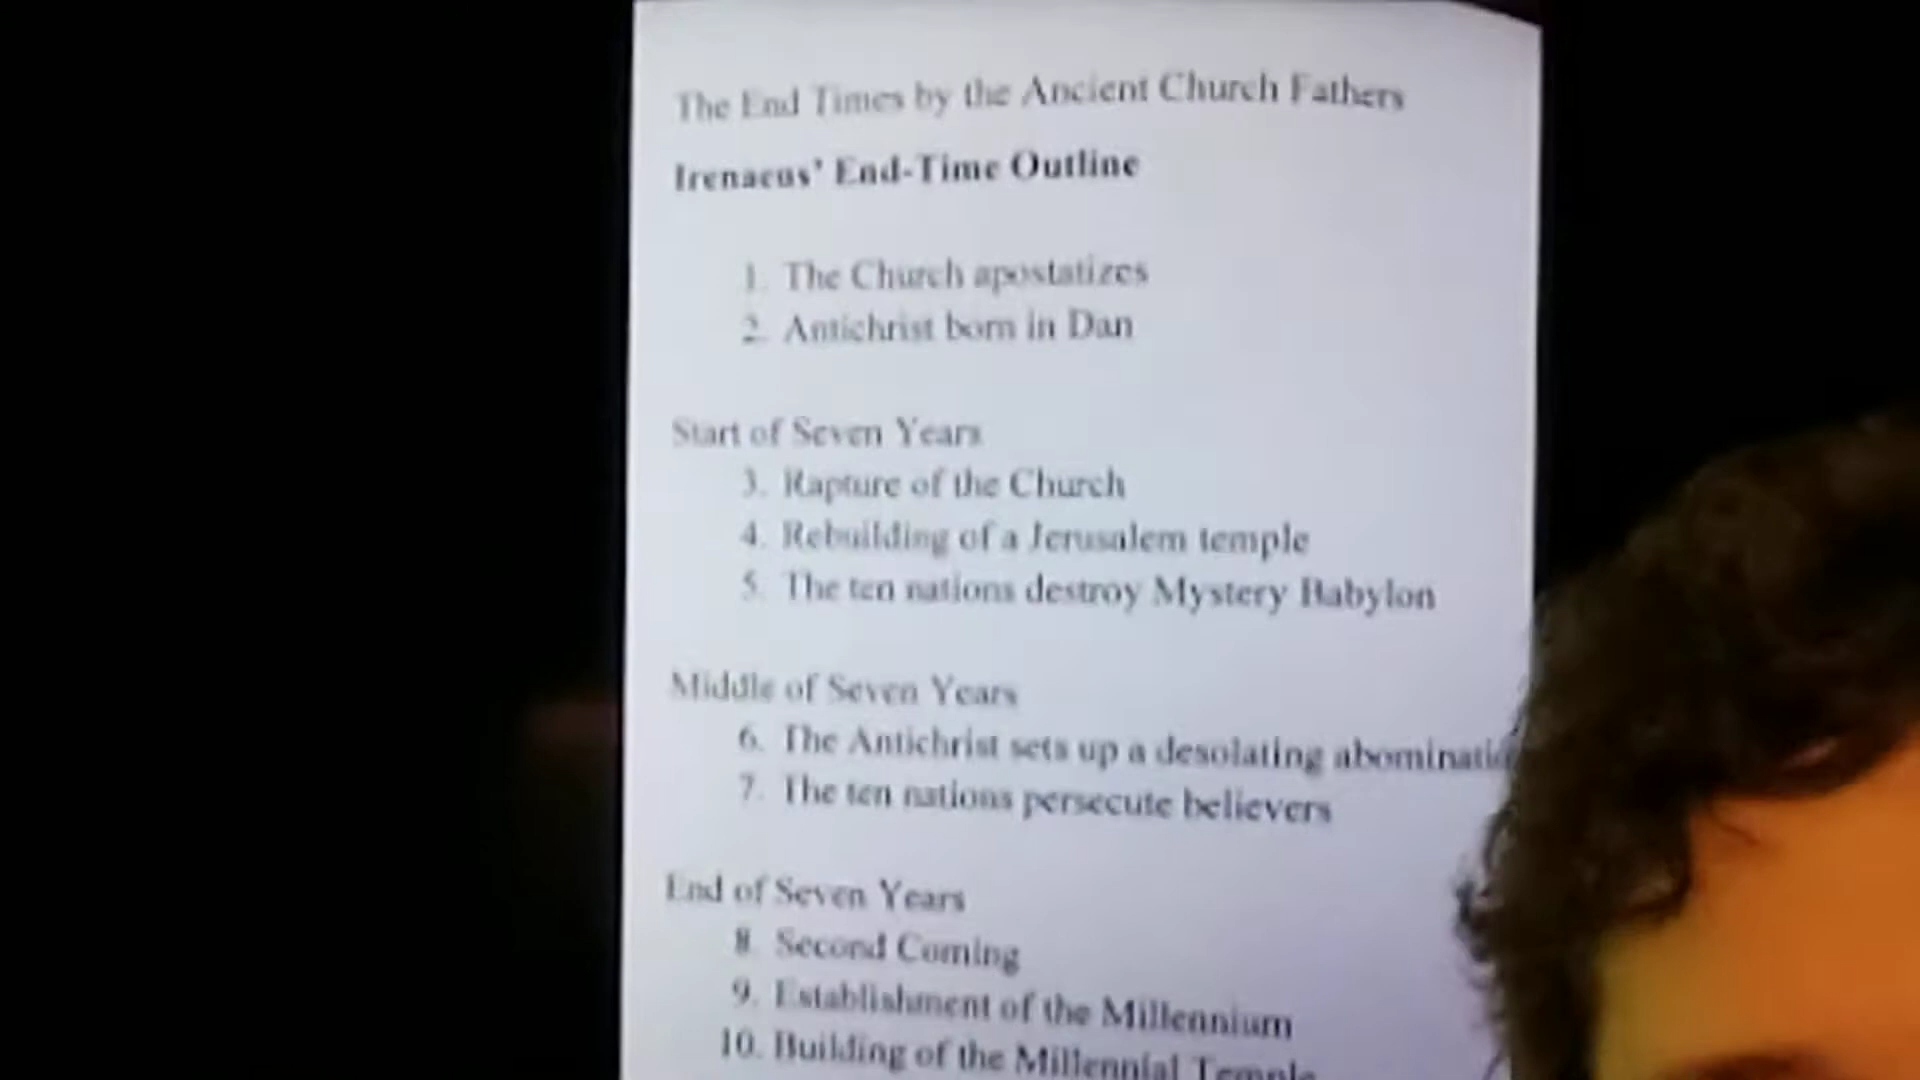 The End Times by the Ancient Church Fathers
Irenaeus' End-Time Outline
1. The Church apostatizes
2. Antichrist born in Dan
Start of Seven Years
3. Rapture of the Church
4. Rebuilding of a Jerusalem temple
5. The ten nations destroy Mystery Babylon
Middle of Seven Years
6. The Antichrist sets up a desolating abominatio
7. The ten nations persecute believers
End of Seven Years
8. Second Coming
9. Establishment of the Millennium
10. Building of the Millennial Temple